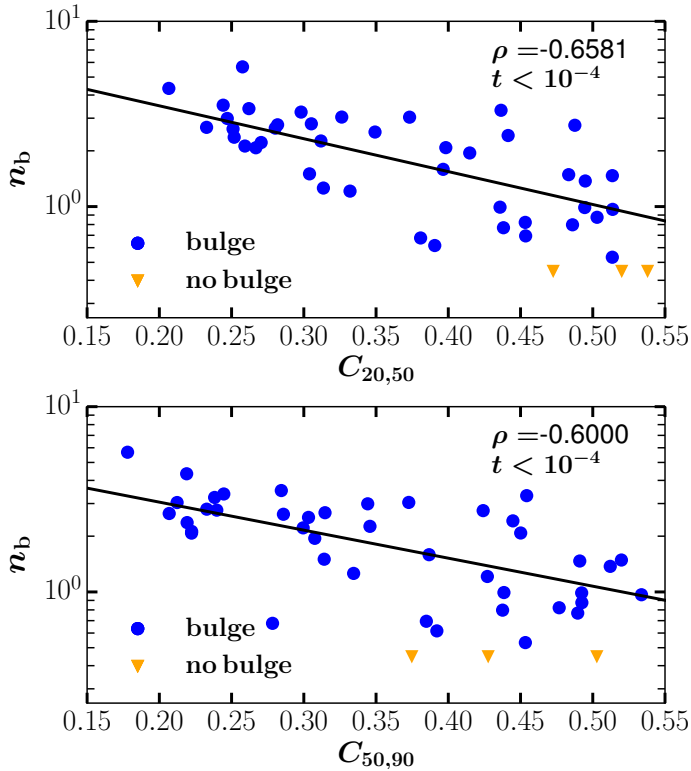 10^1
ρ =-0.6581
t < 10^-4
n_b
10^0
bulge
no bulge
0.15 0.20 0.25 0.30 0.35 0.40 0.45 0.50 0.55
C_20,50
10^1
ρ =-0.6000
t < 10^-4
n_b
10^0
bulge
no bulge
0.15 0.20 0.25 0.30 0.35 0.40 0.45 0.50 0.55
C_50,90